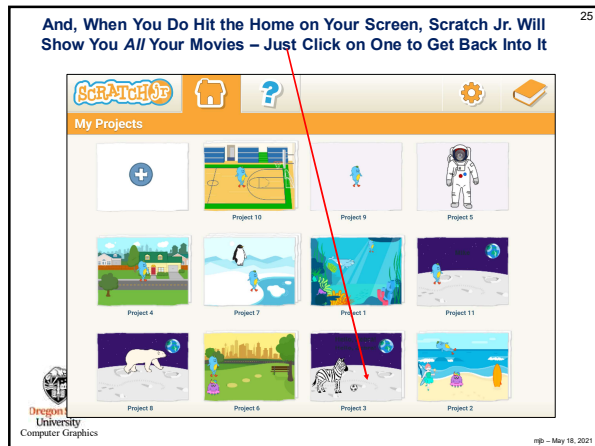 25
And, When You Do Hit the Home on Your Screen, Scratch Jr. Will
Show You All Your Movies – Just Click on One to Get Back Into It
SCRATCH JR
?
My Projects
+
Project 10
Project 9
Project 5
Project 4
Project 7
Project 1
Project 11
Project 8
Project 6
Project 3
Project 2
Oregon
University
Computer Graphics
mjb – May 18, 2021